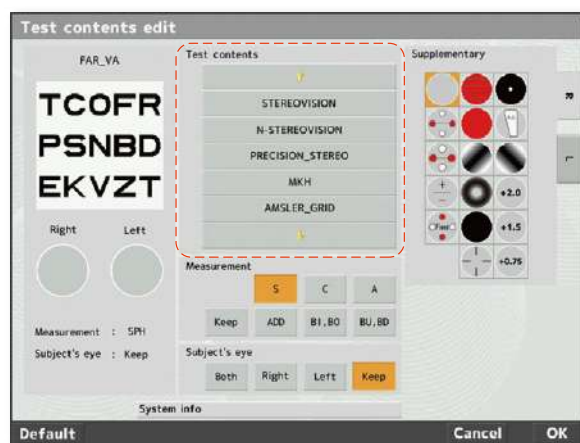 Test contents edit
FAR_VA
TCOFR
PSNBD
EKVZT
Right Left
Measurement : SPH
Subject's eye : Keep
Test contents
STEREOVISION
N-STEREOVISION
PRECISION_STEREO
MKH
AMSLER_GRID
Measurement
S C A
Keep ADD BI,BO BU,BD
Subject's eye
Both Right Left Keep
Supplementary
+2.0
+1.5
+0.75
R
L
System info
Default Cancel OK